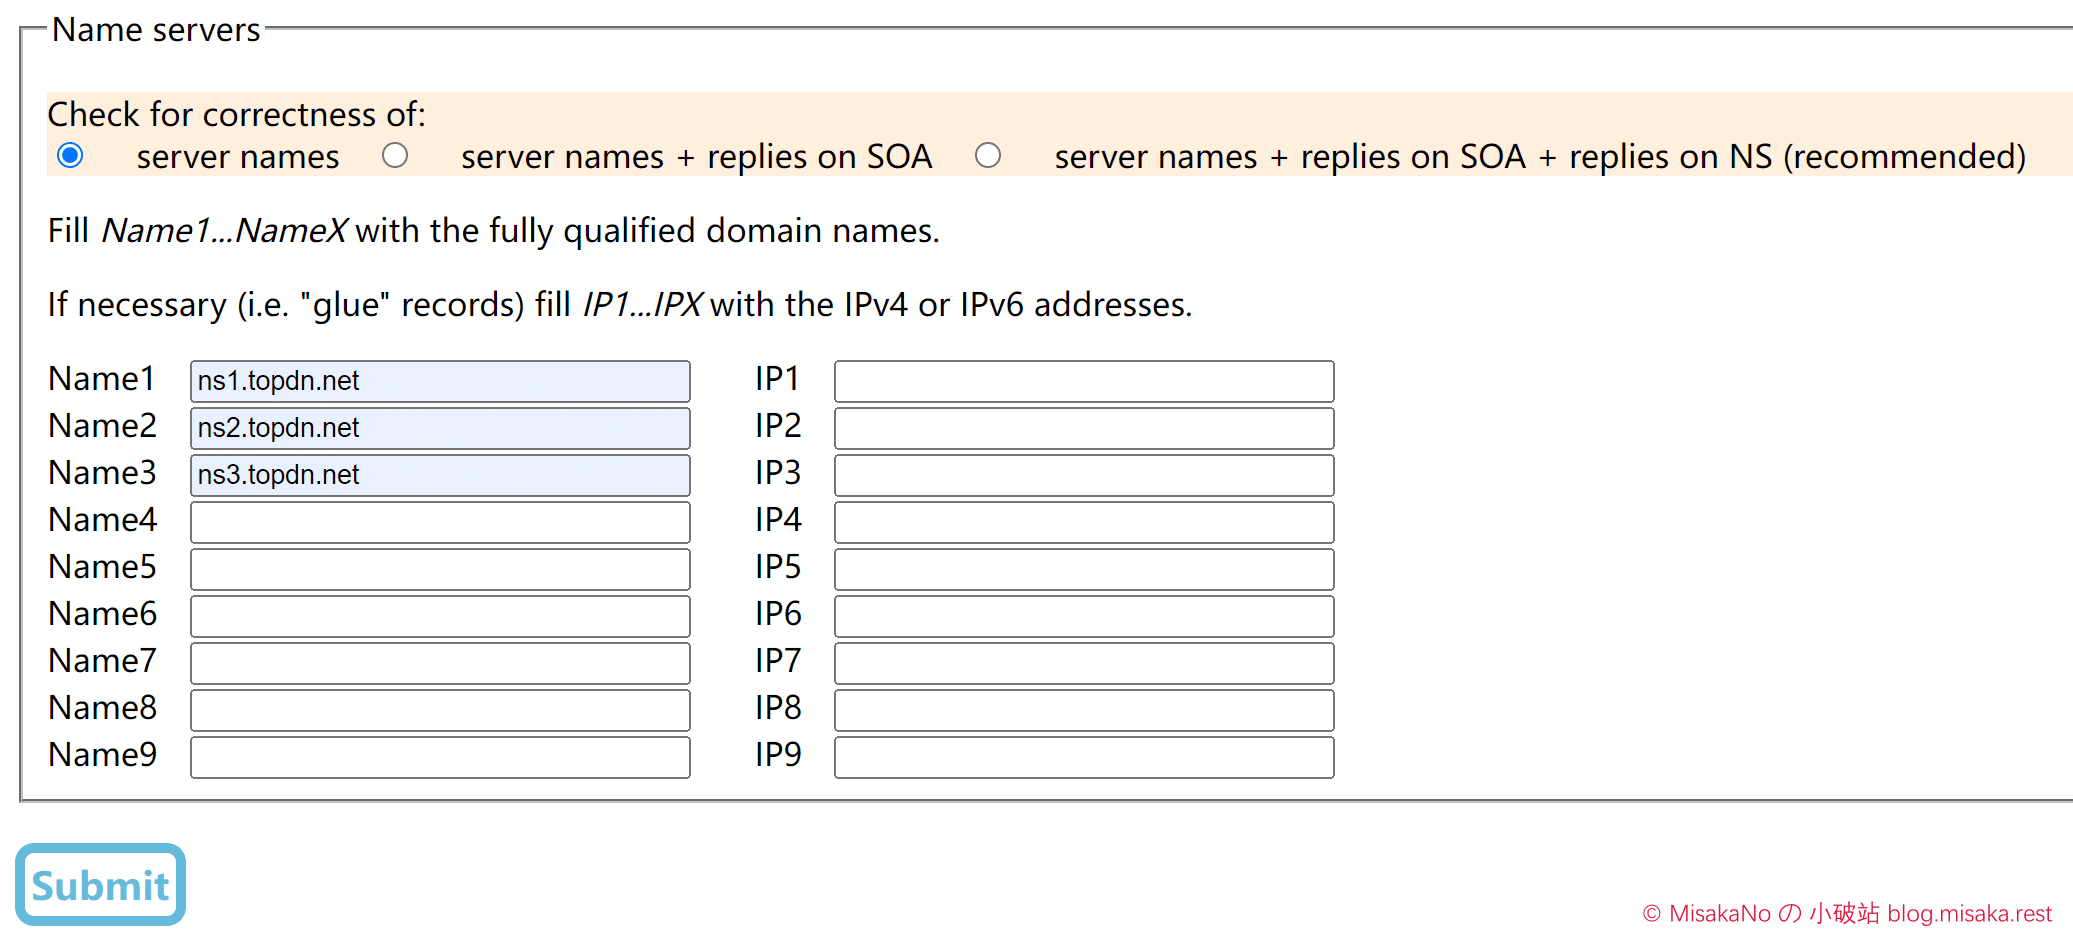 Name servers
Check for correctness of:
server names server names + replies on SOA server names + replies on SOA + replies on NS (recommended)
Fill Name1...NameX with the fully qualified domain names.
If necessary (i.e. "glue" records) fill IP1...IPX with the IPv4 or IPv6 addresses.
Name1 ns1.topdn.net IP1
Name2 ns2.topdn.net IP2
Name3 ns3.topdn.net IP3
Name4 IP4
Name5 IP5
Name6 IP6
Name7 IP7
Name8 IP8
Name9 IP9
Submit
© MisakaNo の 小破站 blog.misaka.rest